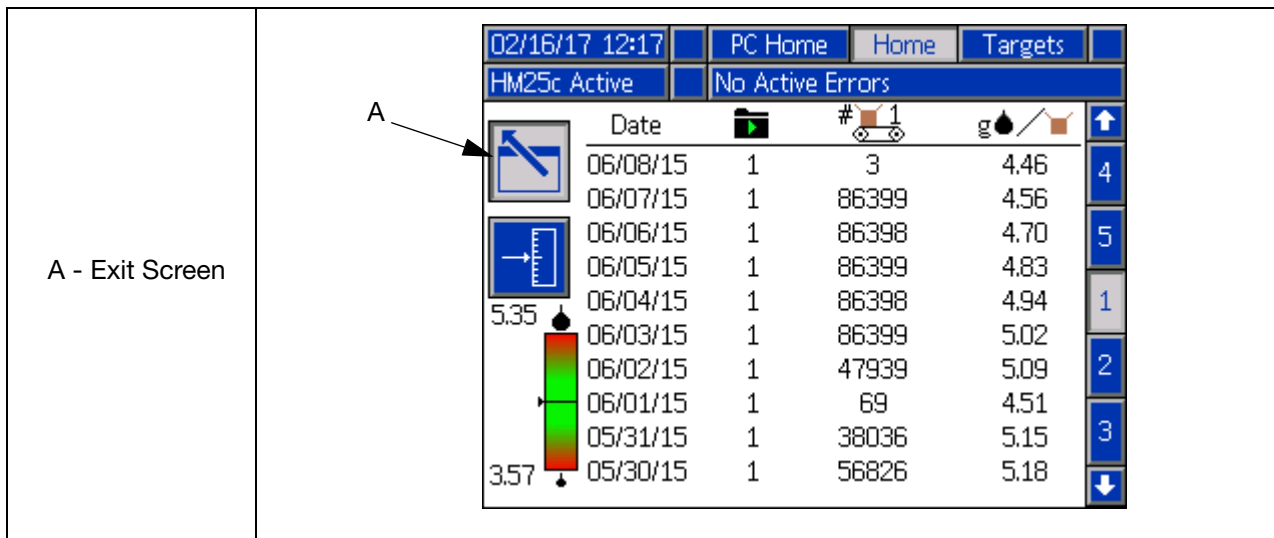 02/16/17 12:17 PC Home Home Targets
HM25c Active No Active Errors
A
Date # 1 g /
06/08/15 1 3 4.46 4
06/07/15 1 86399 4.56
06/06/15 1 86398 4.70 5
06/05/15 1 86399 4.83
A - Exit Screen
06/04/15 1 86398 4.94 1
5.35
06/03/15 1 86399 5.02
06/02/15 1 47939 5.09 2
06/01/15 1 69 4.51
05/31/15 1 38036 5.15 3
3.57 05/30/15 1 56826 5.18